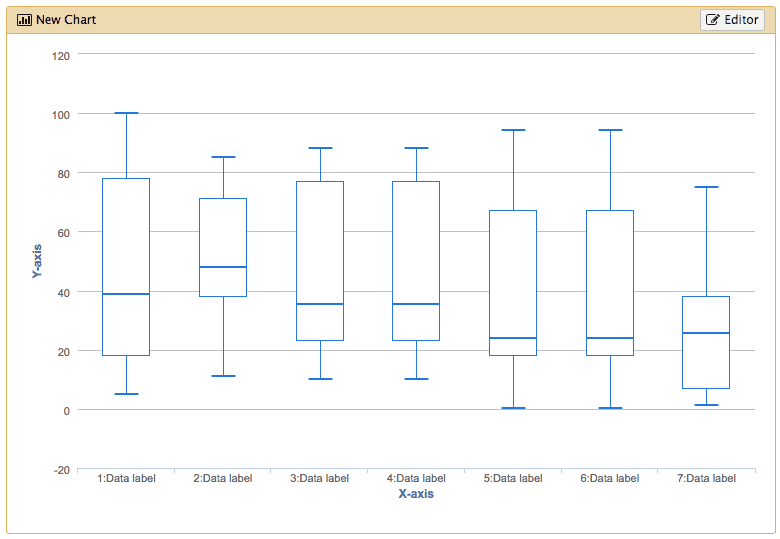 New Chart
Editor
120
100
80
60
40
20
0
-20
Y-axis
1:Data label 2:Data label 3:Data label 4:Data label 5:Data label 6:Data label 7:Data label
X-axis